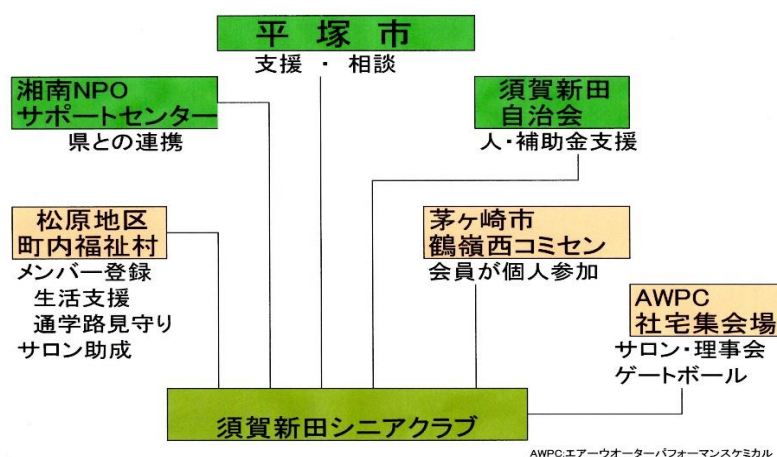 平 塚 市
支援 ・ 相談
湘南NPO
サポートセンター
県との連携
須賀新田
自治会
人・補助金支援
松原地区
町内福祉村
メンバー登録
生活支援
通学路見守り
サロン助成
茅ヶ崎市
鶴嶺西コミセン
会員が個人参加
AWPC
社宅集会場
サロン・理事会
ゲートボール
須賀新田シニアクラブ
AWPC:エアーウオーターパフォーマンスケミカル